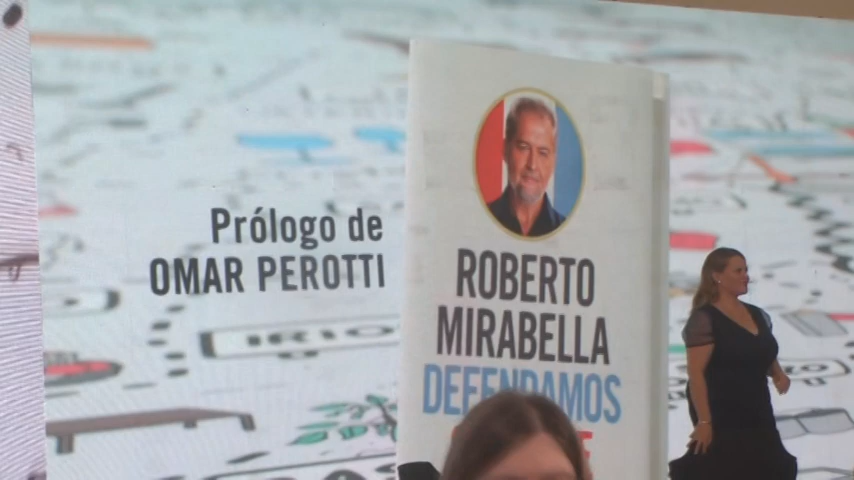 Prólogo de
OMAR PEROTTI
ROBERTO
MIRABELLA
DEFENDAMOS